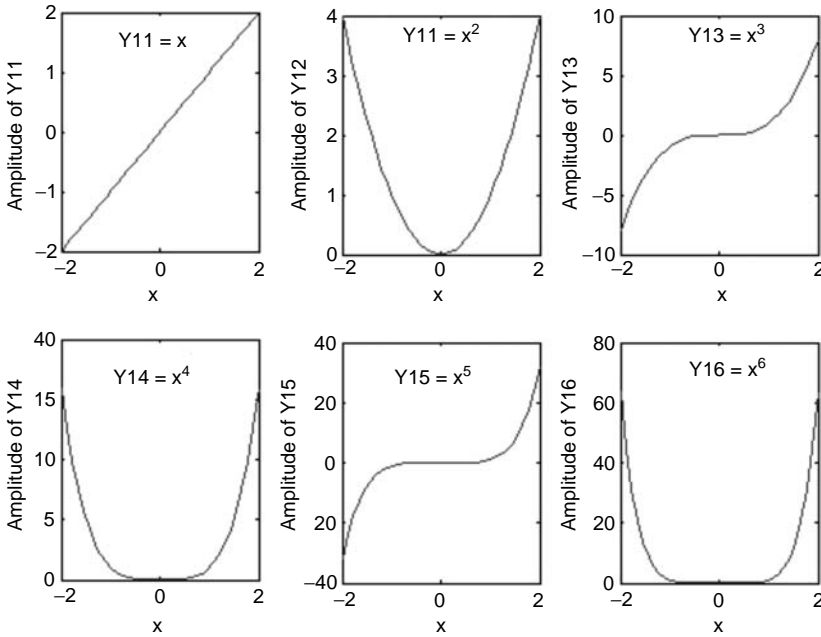 2
1
0
−1
−2
−2
0
2
x
Amplitude of Y11
Y11 = x
4
3
2
1
0
−2
0
2
x
Amplitude of Y12
Y11 = x²
10
5
0
−5
−10
−2
0
2
x
Amplitude of Y13
Y13 = x³
40
15
10
5
0
−2
0
2
x
Amplitude of Y14
Y14 = x⁴
40
20
0
20
−40
−2
0
2
x
Amplitude of Y15
Y15 = x⁵
80
60
40
80
0
−2
0
2
x
Amplitude of Y16
Y16 = x⁶